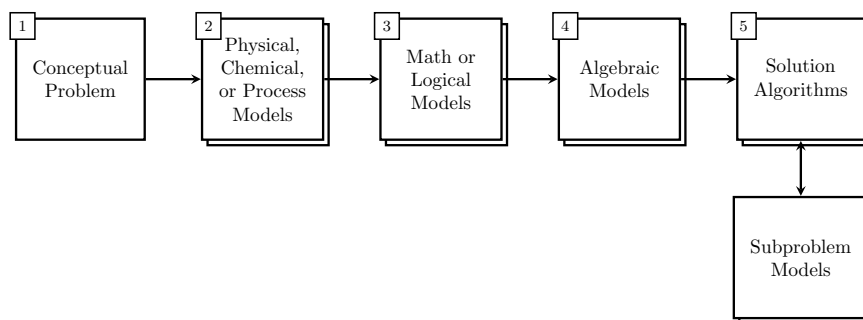 1
Conceptual
Problem
2
Physical,
Chemical,
or Process
Models
3
Math or
Logical
Models
4
Algebraic
Models
5
Solution
Algorithms
Subproblem
Models